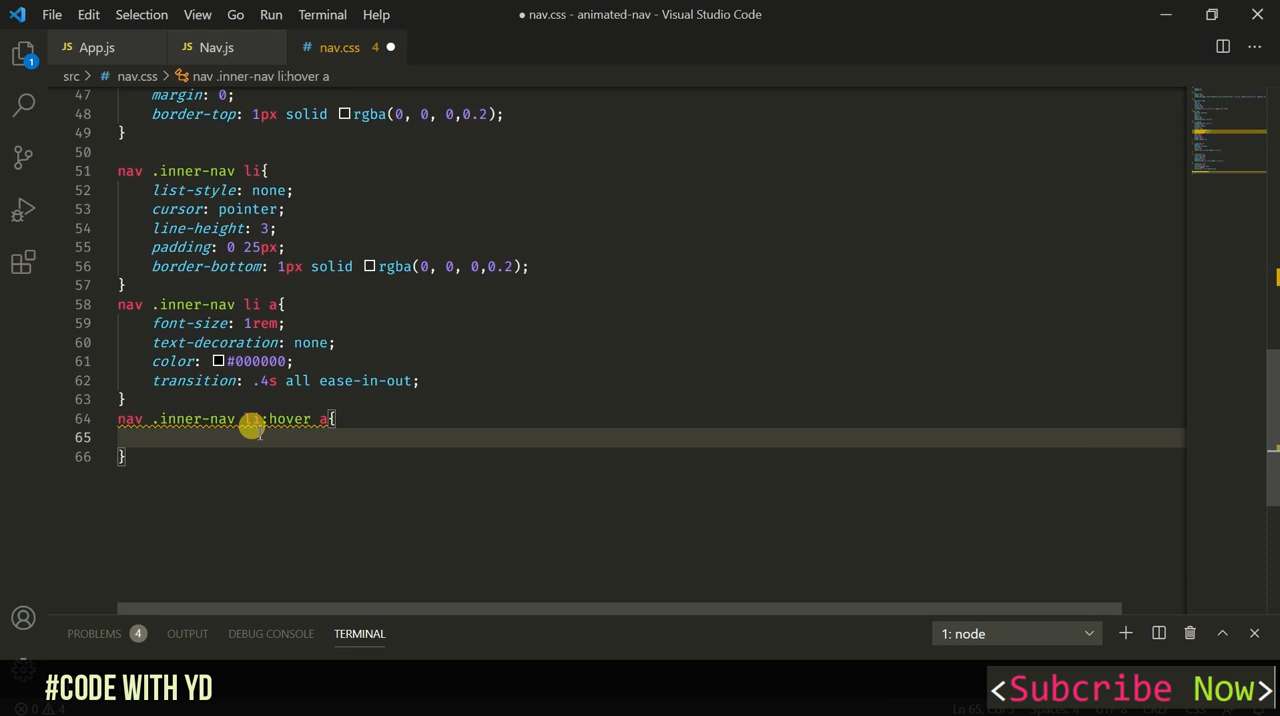 File Edit Selection View Go Run Terminal Help
● nav.css - animated-nav - Visual Studio Code
JS App.js
JS Nav.js
# nav.css 4 ●
src > # nav.css > nav .inner-nav li:hover a
47 margin: 0;
48 border-top: 1px solid rgba(0, 0, 0,0.2);
49 }
50
51 nav .inner-nav li{
52 list-style: none;
53 cursor: pointer;
54 line-height: 3;
55 padding: 0 25px;
56 border-bottom: 1px solid rgba(0, 0, 0,0.2);
57 }
58 nav .inner-nav li a{
59 font-size: 1rem;
60 text-decoration: none;
61 color: #000000;
62 transition: .4s all ease-in-out;
63 }
64 nav .inner-nav li:hover a{
65
66 }
1
PROBLEMS 4 OUTPUT DEBUG CONSOLE TERMINAL
1: node
#CODE WITH YD
<Subcribe Now>
0 4